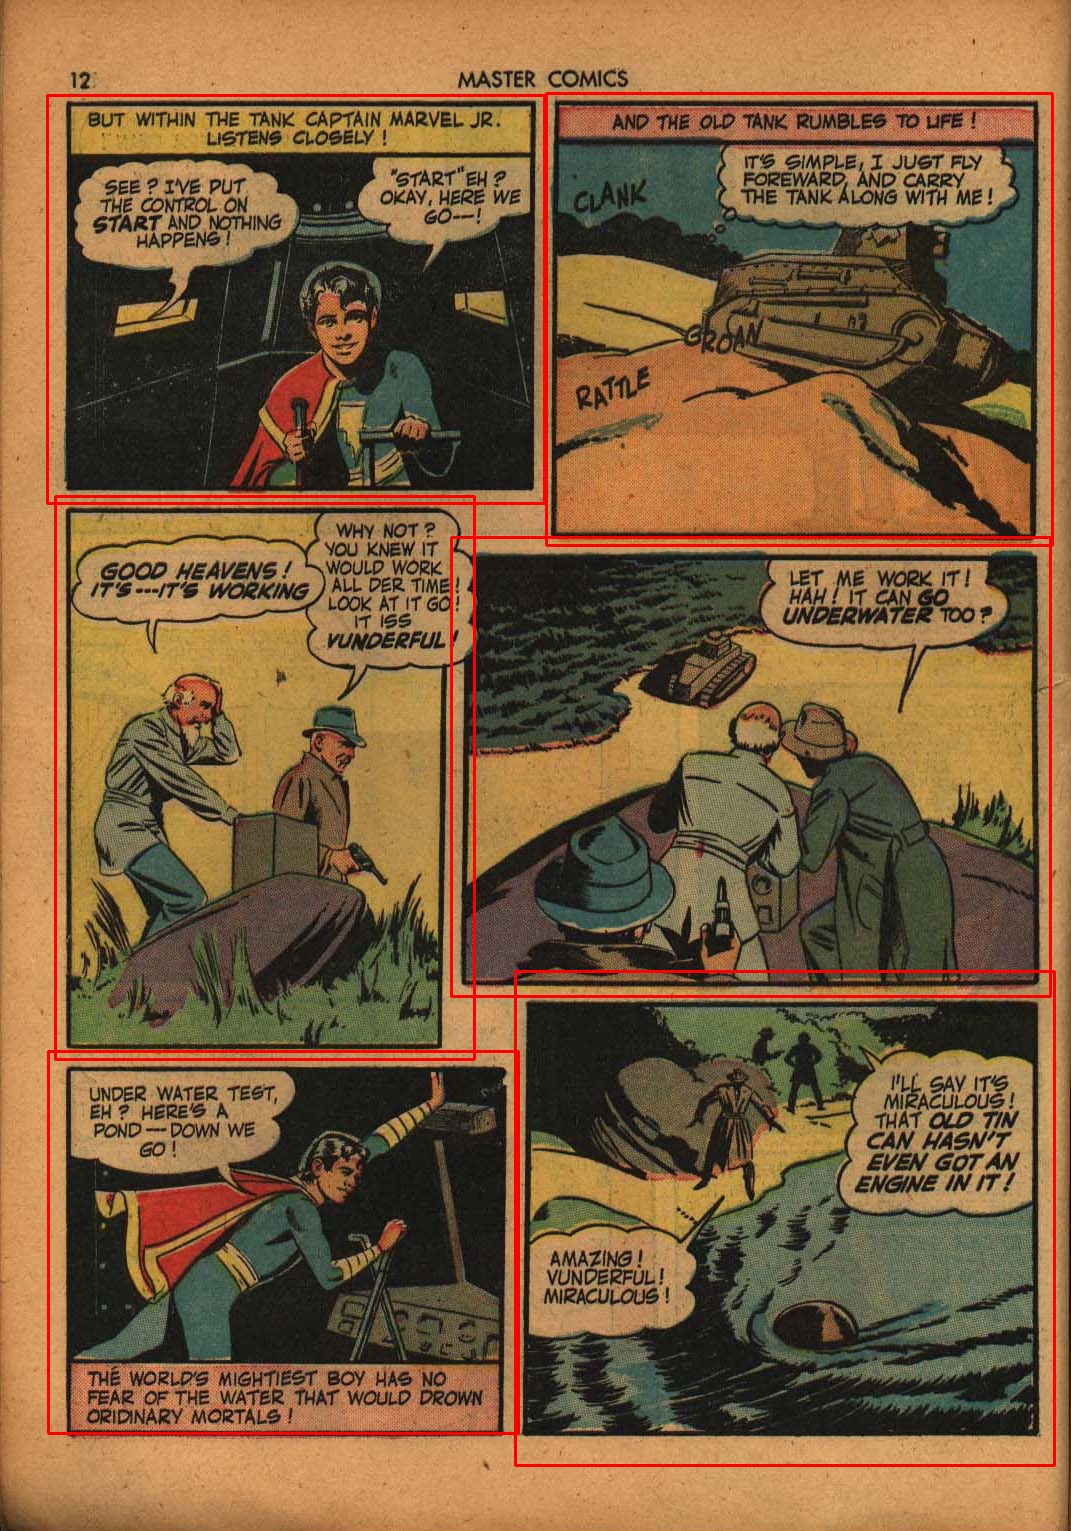 12
MASTER COMICS
BUT WITHIN THE TANK CAPTAIN MARVEL JR.
LISTENS CLOSELY!
SEE? I'VE PUT
THE CONTROL ON
START AND NOTHING
HAPPENS!
"START" EH?
OKAY, HERE WE
GO--!
AND THE OLD TANK RUMBLES TO LIFE!
IT'S SIMPLE, I JUST FLY
FOREWARD, AND CARRY
THE TANK ALONG WITH ME!
CLANK
GROAN
RATTLE
GOOD HEAVENS!
IT'S---IT'S WORKING
WHY NOT?
YOU KNEW IT
WOULD WORK
ALL DER TIME!
LOOK AT IT GO!
IT ISS
VUNDERFUL!
LET ME WORK IT!
HAH! IT CAN GO
UNDERWATER TOO?
UNDER WATER TEST,
EH? HERE'S A
POND--DOWN WE
GO!
THE WORLD'S MIGHTIEST BOY HAS NO
FEAR OF THE WATER THAT WOULD DROWN
ORIDINARY MORTALS!
I'LL SAY IT'S
MIRACULOUS!
THAT OLD TIN
CAN HASN'T
EVEN GOT AN
ENGINE IN IT!
AMAZING!
VUNDERFUL!
MIRACULOUS!